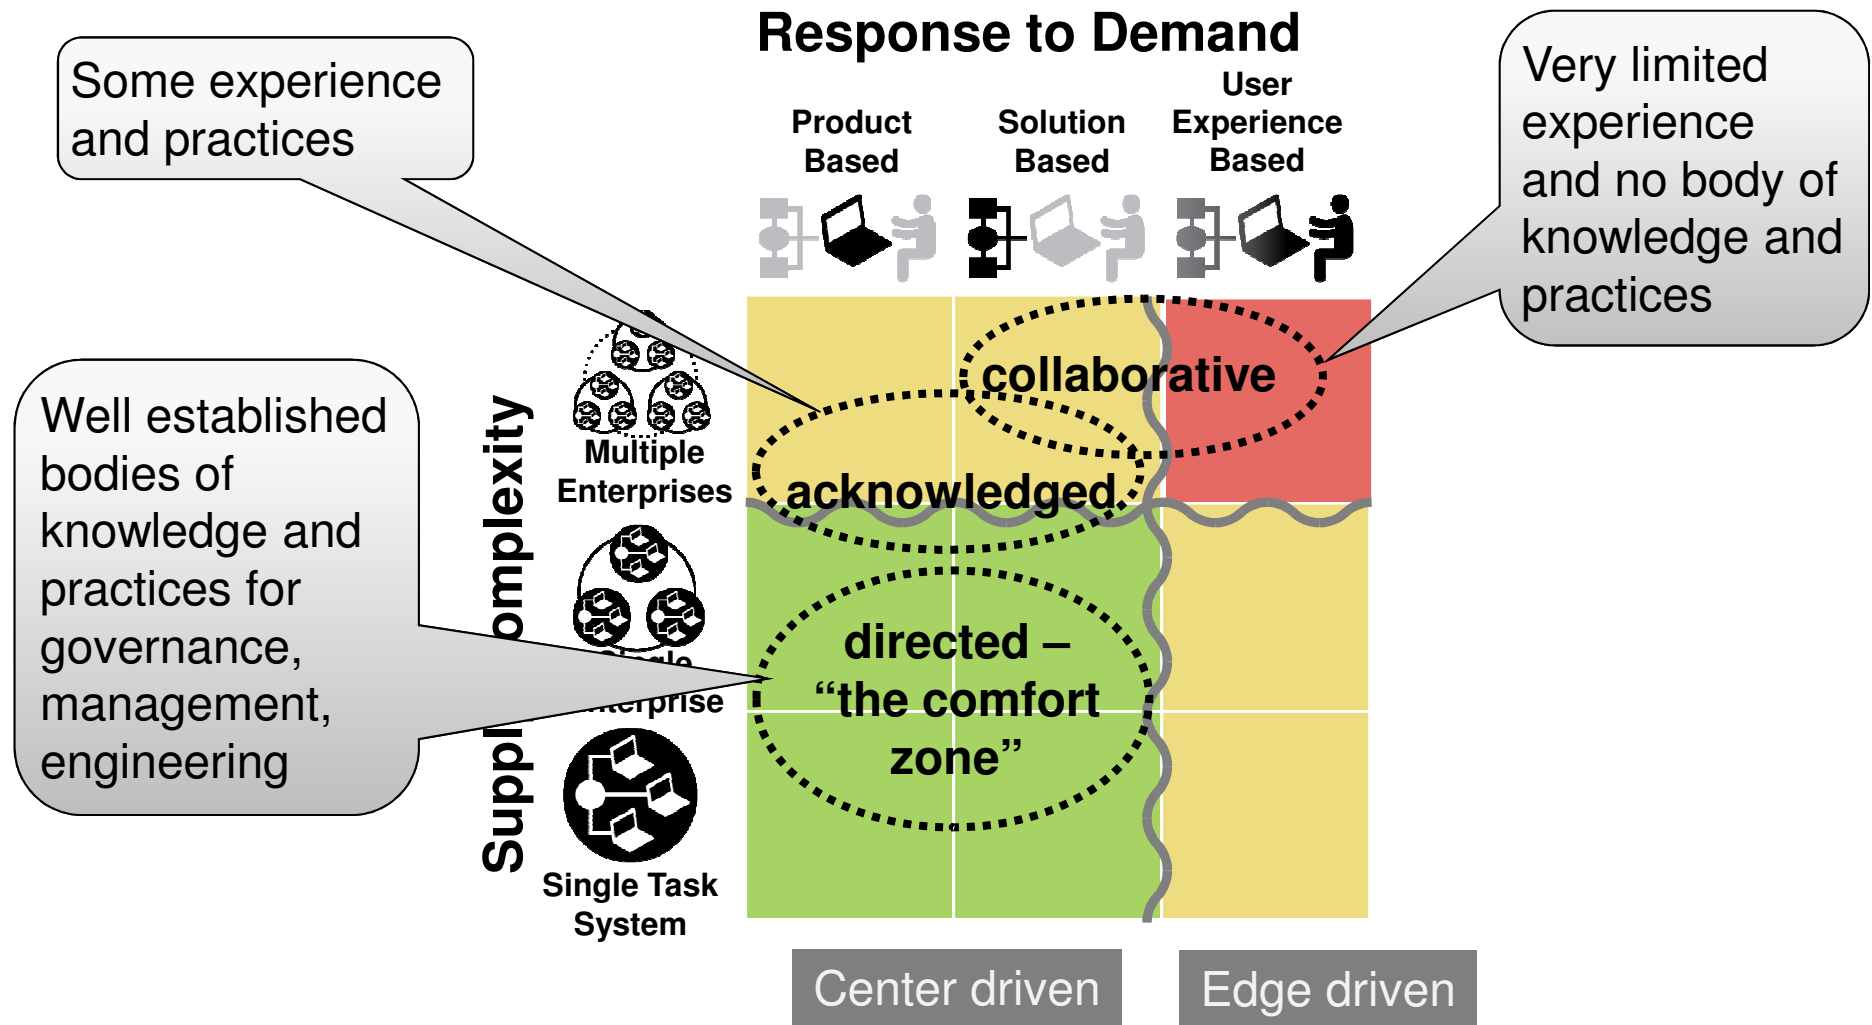 Response to Demand
Some experience
and practices
Product
Based
Solution
Based
User
Experience
Based
Very limited
experience
and no body of
knowledge and
practices
Well established
bodies of
knowledge and
practices for
governance,
management,
engineering
Multiple
Enterprises
Single Task
System
collaborative
acknowledged
directed –
“the comfort
zone”
Center driven
Edge driven